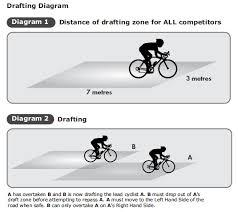 Drafting Diagram
Diagram 1 Distance of drafting zone for ALL competitors
3 metres
7 metres
Diagram 2 Drafting
B
A
A has overtaken B and B is now drafting the lead cyclist A. B must drop out of A's
draft zone before attempting to repass A. A must move to the Left Hand Side of the
road when safe. B can only overtake A on A's Right Hand Side.